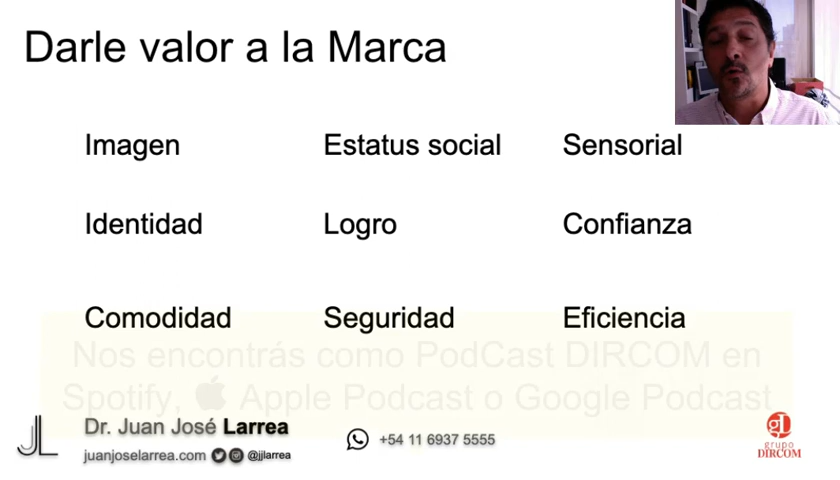 Darle valor a la Marca
Imagen Estatus social Sensorial
Identidad Logro Confianza
Comodidad Seguridad Eficiencia
Nos encontrás como PodCast DIRCOM en
Spotify, Apple Podcast o Google Podcast
JL
Dr. Juan José Larrea
juanjoselarrea.com @jjlarrea
+54 11 6937 5555
gD
grupo
DIRCOM